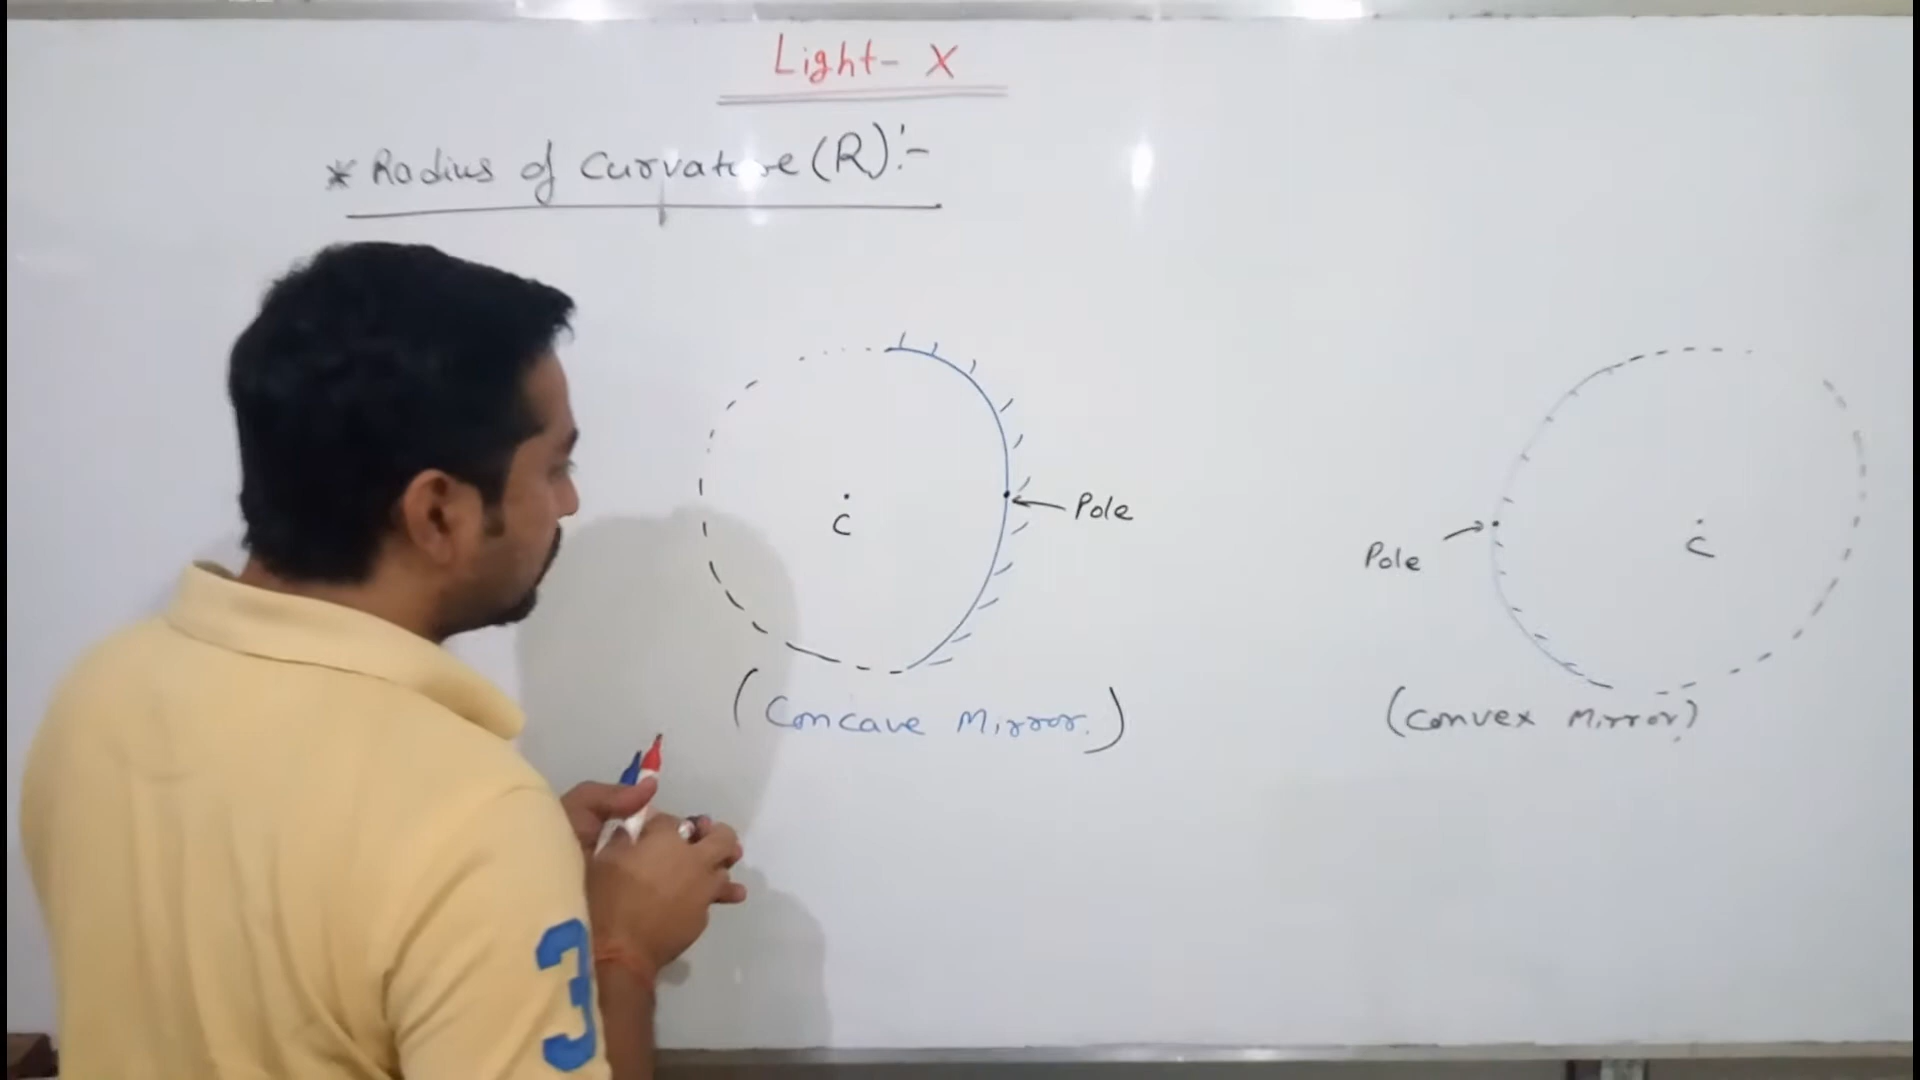 Light - X
* Radius of Curvature (R):-
C
Pole
(Concave Mirror.)
Pole
C
(Convex Mirror)
3